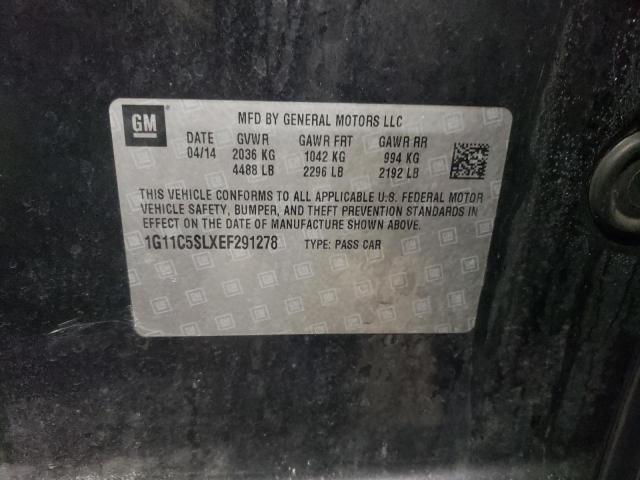 GM
MFD BY GENERAL MOTORS LLC
DATE GVWR GAWR FRT GAWR RR
04/14 2036 KG 1042 KG 994 KG
4488 LB 2296 LB 2192 LB
THIS VEHICLE CONFORMS TO ALL APPLICABLE U.S. FEDERAL MOTOR
VEHICLE SAFETY, BUMPER, AND THEFT PREVENTION STANDARDS IN
EFFECT ON THE DATE OF MANUFACTURE SHOWN ABOVE.
1G11C5SLXEF291278 TYPE: PASS CAR